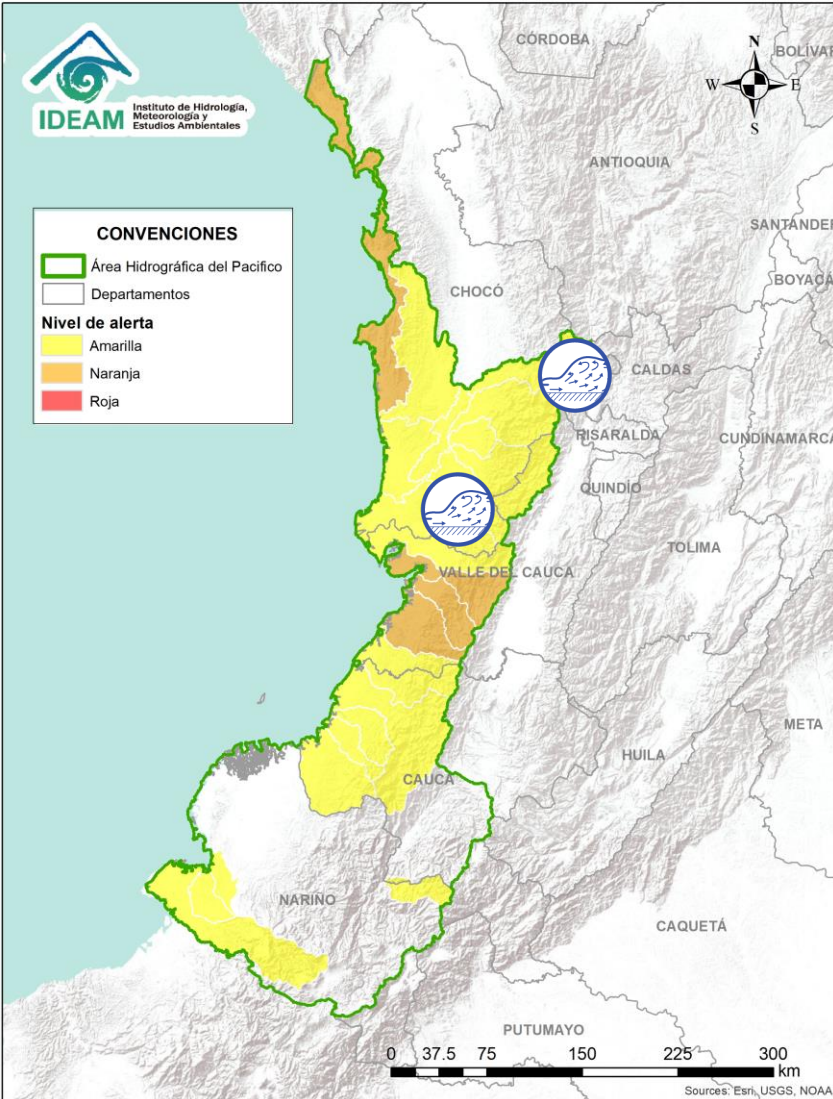 IDEAM
Instituto de Hidrología,
Meteorología y
Estudios Ambientales
CÓRDOBA
BOLÍVAR
N
W
E
S
ANTIOQUIA
SANTANDER
BOYACÁ
CONVENCIONES
Área Hidrográfica del Pacifico
Departamentos
Nivel de alerta
Amarilla
Naranja
Roja
CHOCÓ
CALDAS
RISARALDA
CUNDINAMARCA
QUINDÍO
TOLIMA
VALLE DEL CAUCA
META
HUILA
CAUCA
NARIÑO
CAQUETÁ
PUTUMAYO
0 37.5 75 150 225 300
km
Sources: Esri, USGS, NOAA